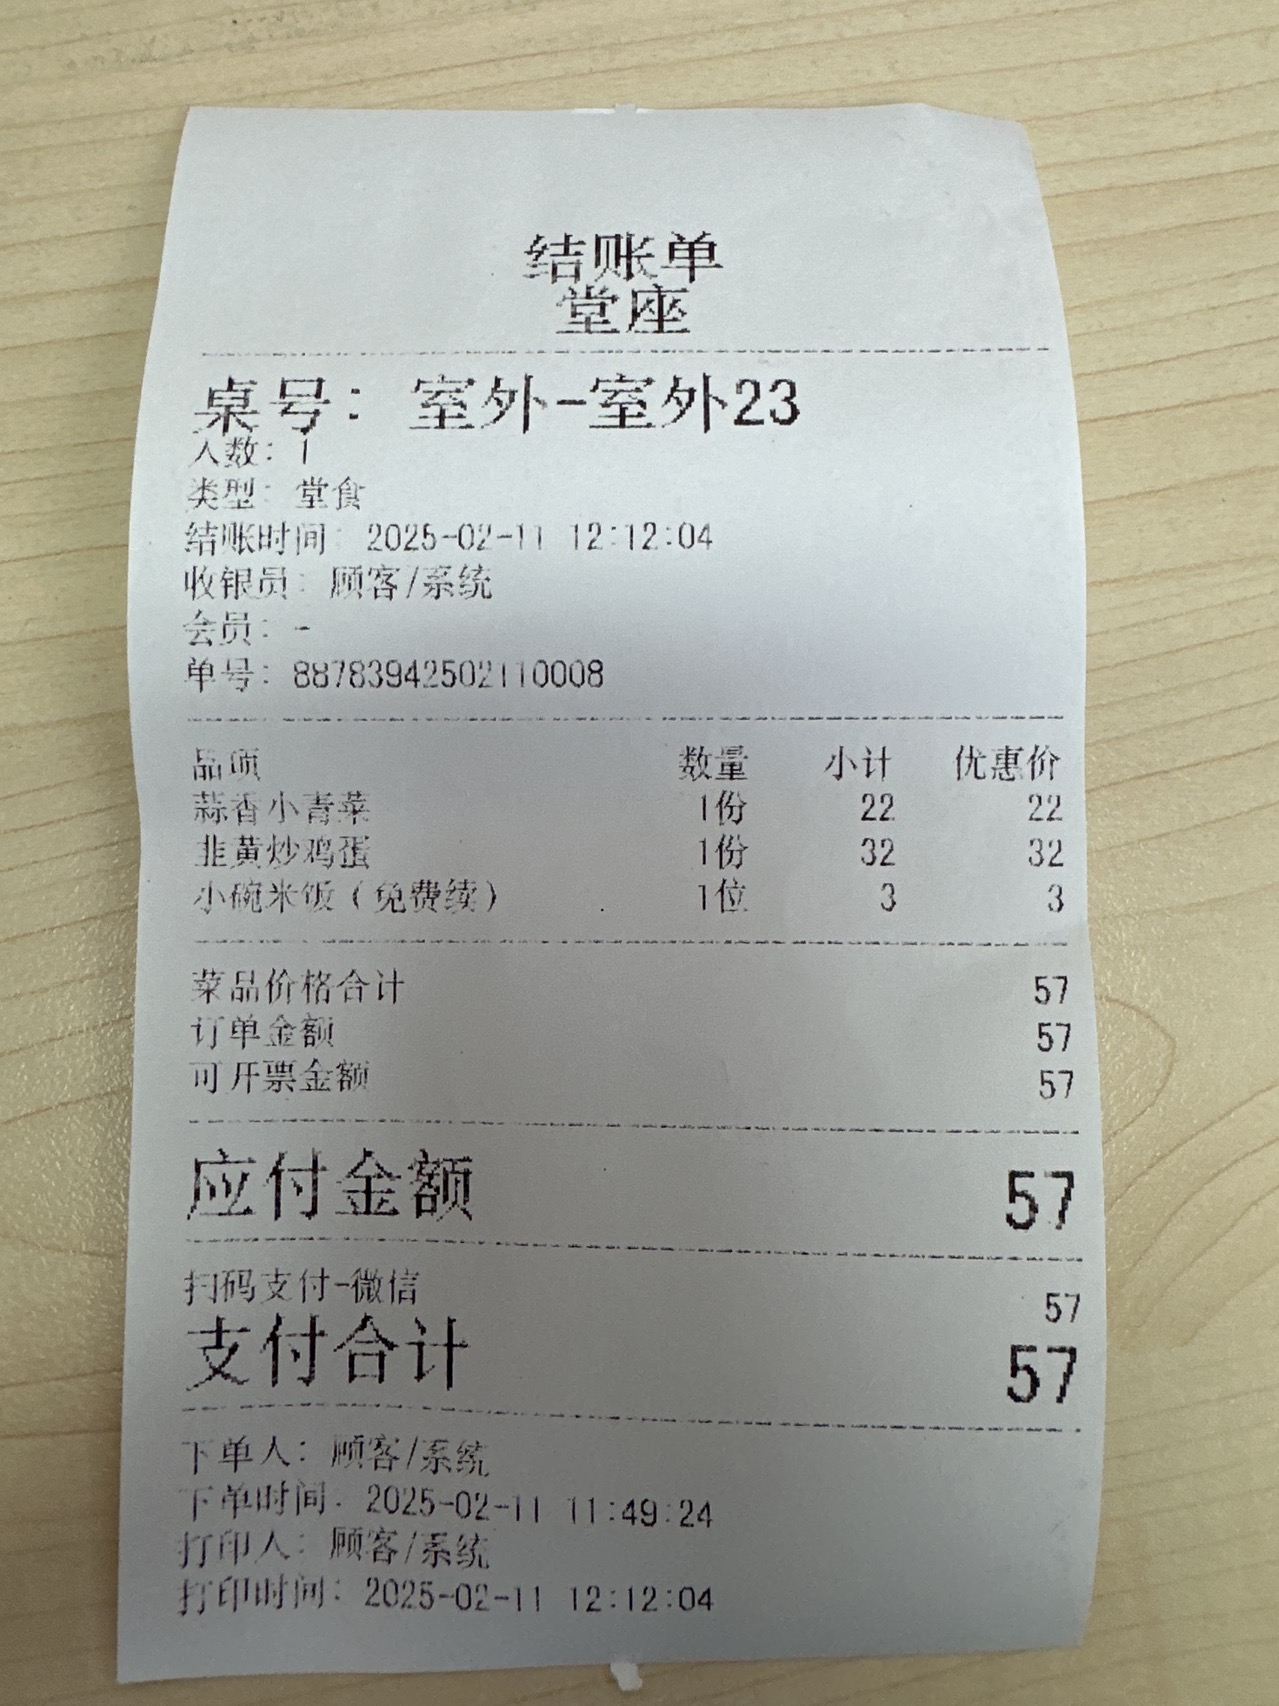 结账单
堂座
桌号： 室外-室外23
人数：1
类型：堂食
结账时间：2025-02-11 12:12:04
收银员：顾客/系统
会员：-
单号：88783942502110008
品项 数量 小计 优惠价
蒜香小青菜 1份 22 22
韭黄炒鸡蛋 1份 32 32
小碗米饭（免费续） 1位 3 3
菜品价格合计 57
订单金额 57
可开票金额 57
应付金额 57
扫码支付-微信 57
支付合计 57
下单人：顾客/系统
下单时间：2025-02-11 11:49:24
打印人：顾客/系统
打印时间：2025-02-11 12:12:04